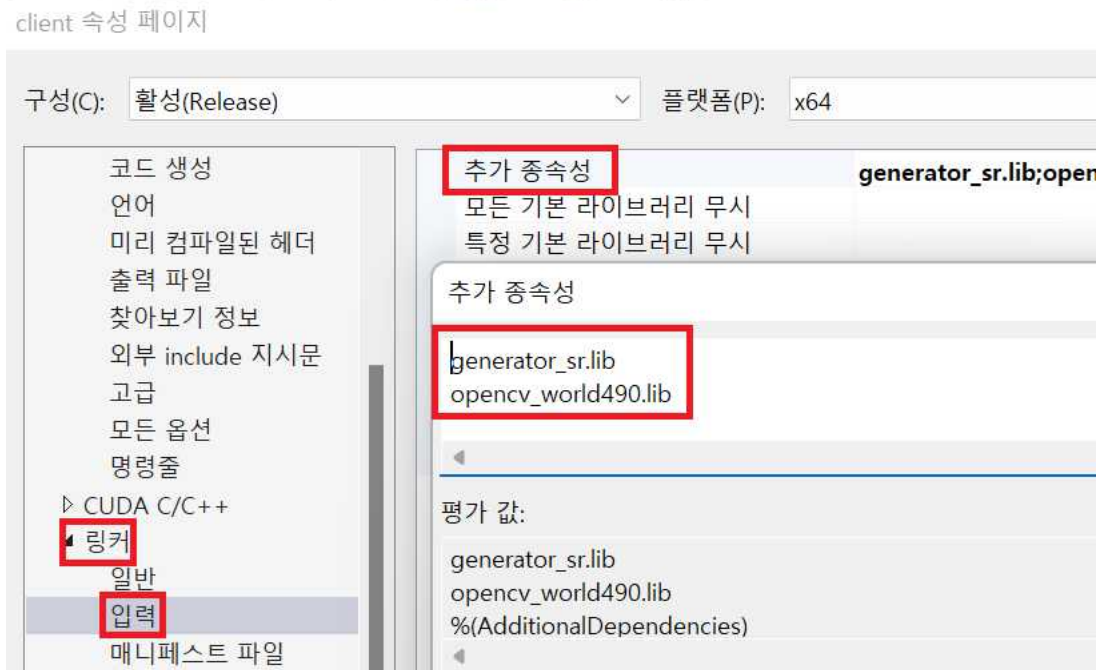 client 속성 페이지
구성(C): 활성(Release) 플랫폼(P): x64
코드 생성
언어
미리 컴파일된 헤더
출력 파일
찾아보기 정보
외부 include 지시문
고급
모든 옵션
명령줄
CUDA C/C++
링커
일반
입력
매니페스트 파일
추가 종속성 generator_sr.lib;open
모든 기본 라이브러리 무시
특정 기본 라이브러리 무시
추가 종속성
generator_sr.lib
opencv_world490.lib
평가 값:
generator_sr.lib
opencv_world490.lib
%(AdditionalDependencies)